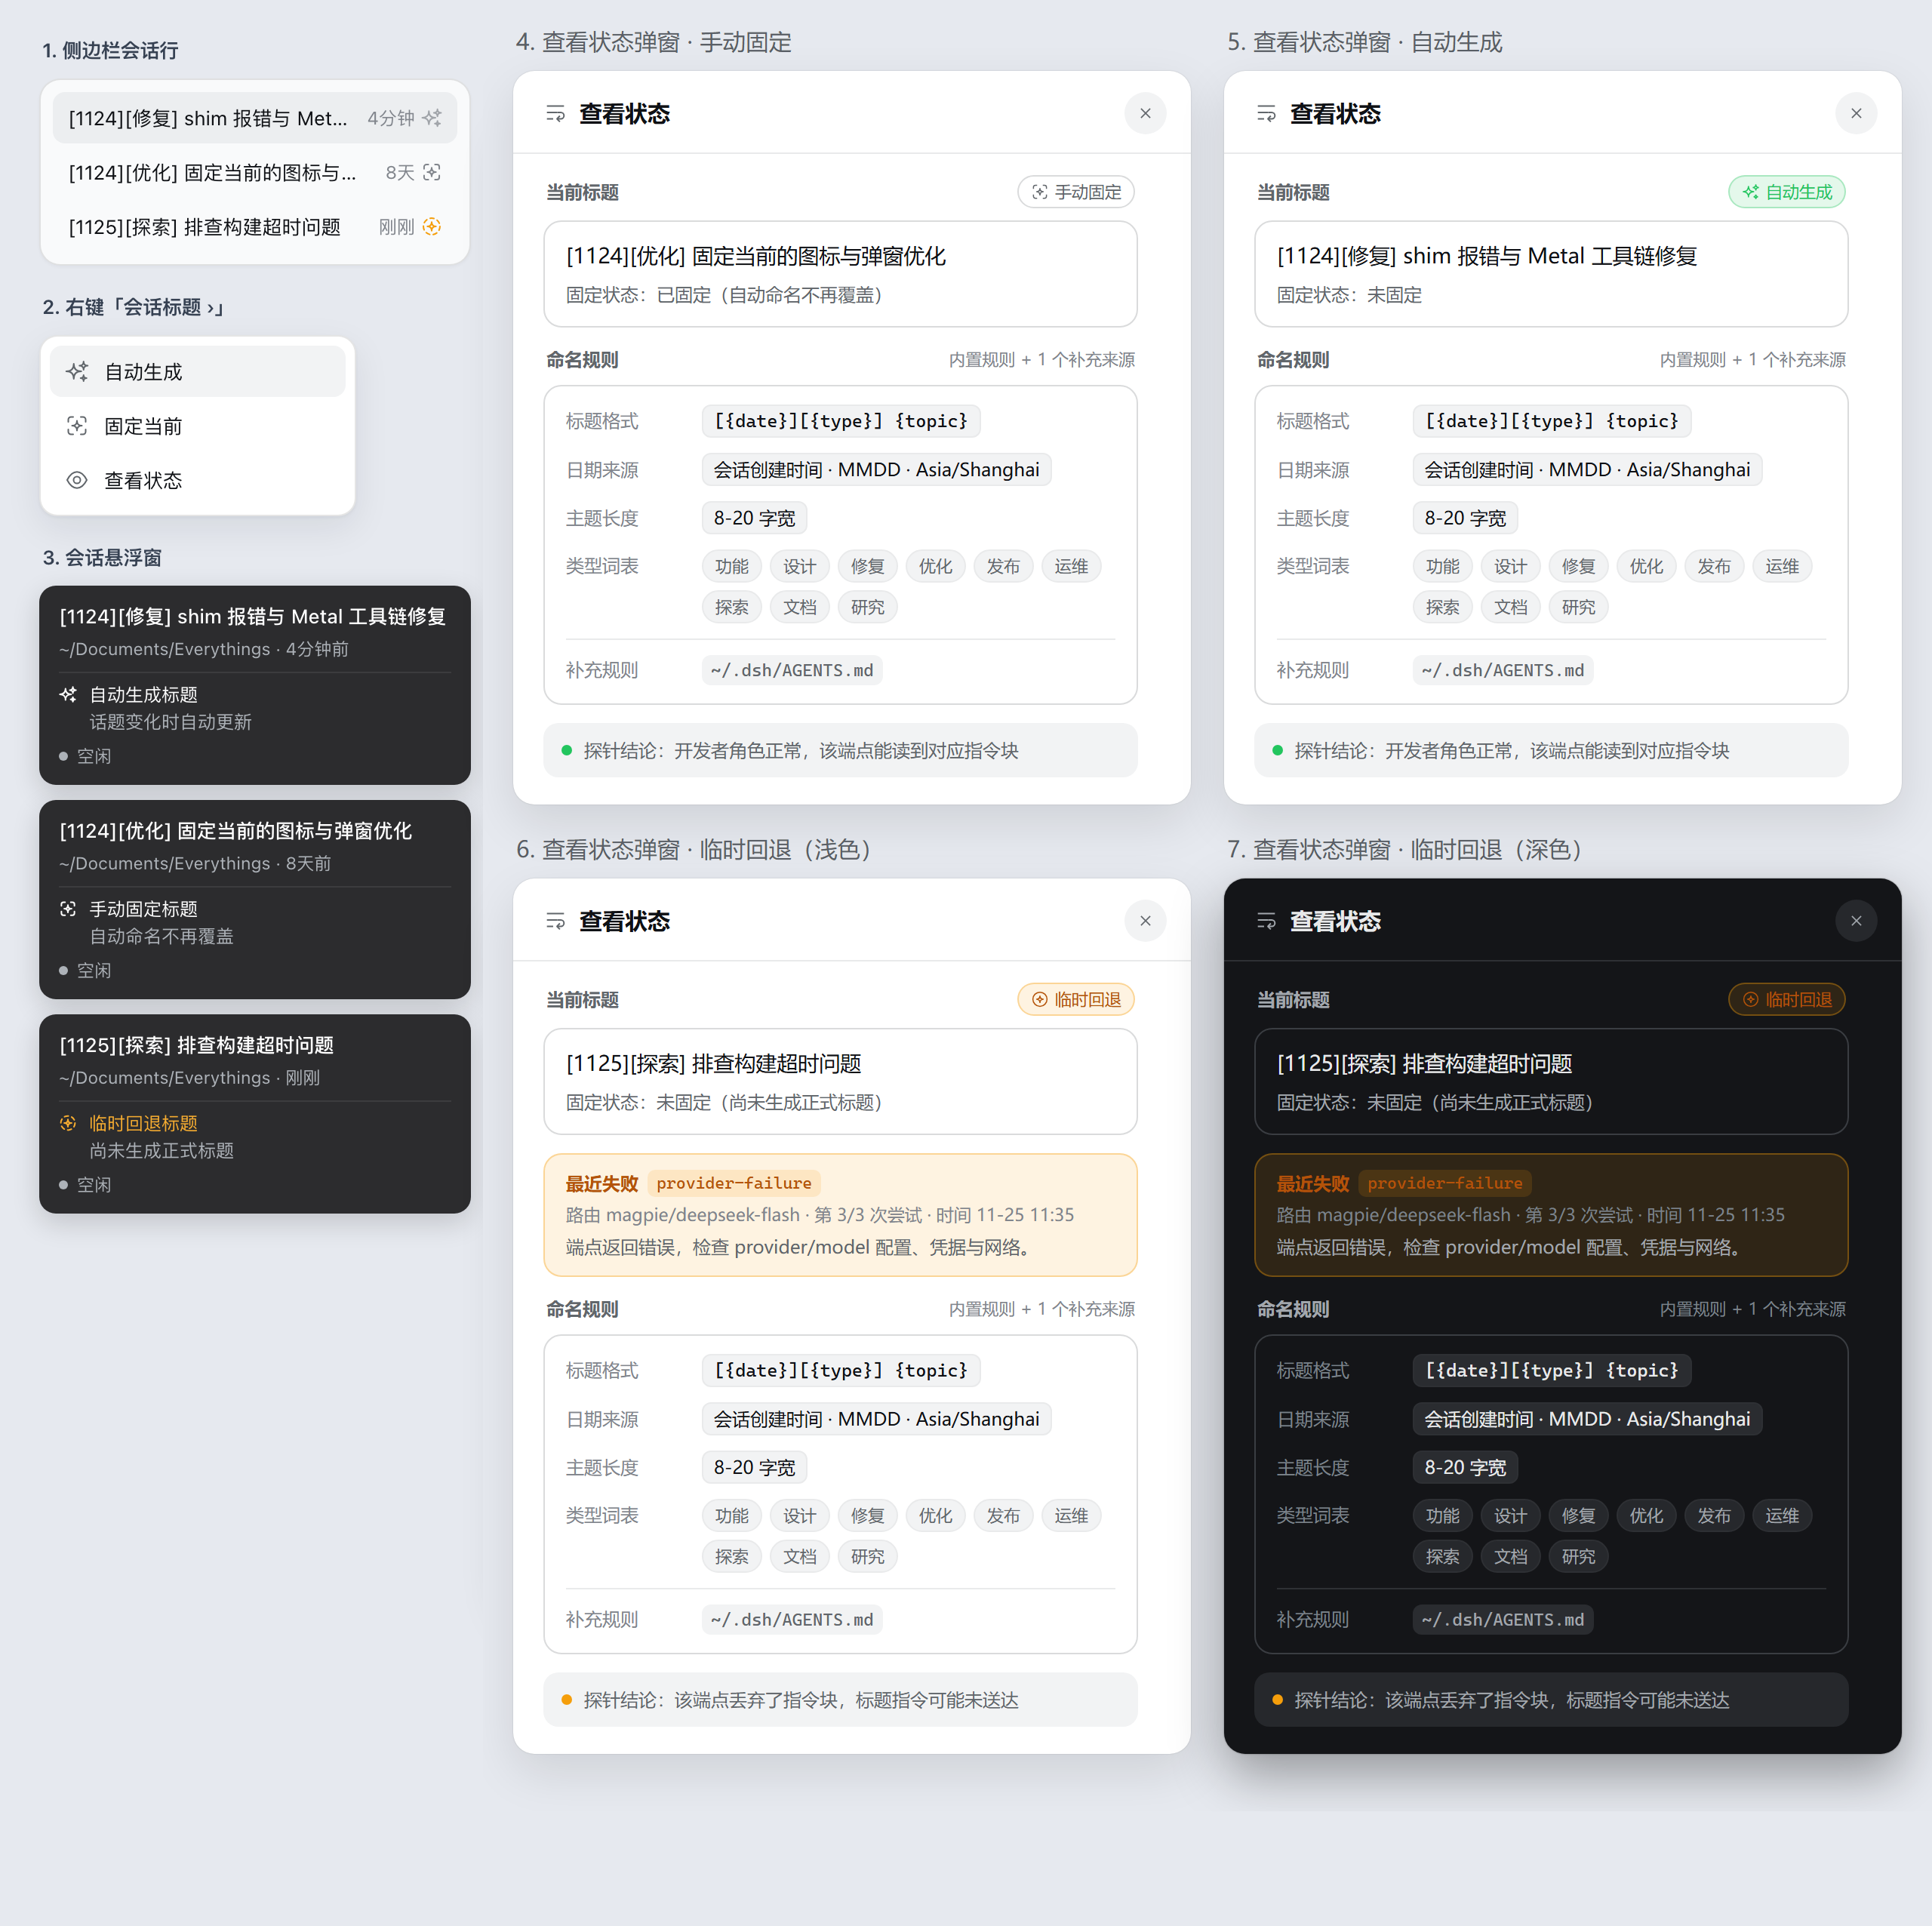 1. 侧边栏会话行
[1124][修复] shim 报错与 Met... 4分钟
[1124][优化] 固定当前的图标与... 8天
[1125][探索] 排查构建超时问题 刚刚
2. 右键「会话标题 ›」
自动生成
固定当前
查看状态
3. 会话悬浮窗
[1124][修复] shim 报错与 Metal 工具链修复
~/Documents/Everythings · 4分钟前
自动生成标题
话题变化时自动更新
空闲
[1124][优化] 固定当前的图标与弹窗优化
~/Documents/Everythings · 8天前
手动固定标题
自动命名不再覆盖
空闲
[1125][探索] 排查构建超时问题
~/Documents/Everythings · 刚刚
临时回退标题
尚未生成正式标题
空闲
4. 查看状态弹窗 · 手动固定
查看状态
当前标题 手动固定
[1124][优化] 固定当前的图标与弹窗优化
固定状态：已固定（自动命名不再覆盖）
命名规则 内置规则 + 1 个补充来源
标题格式 [{date}][{type}] {topic}
日期来源 会话创建时间 · MMDD · Asia/Shanghai
主题长度 8-20 字宽
类型词表 功能 设计 修复 优化 发布 运维
探索 文档 研究
补充规则 ~/.dsh/AGENTS.md
探针结论：开发者角色正常，该端点能读到对应指令块
5. 查看状态弹窗 · 自动生成
查看状态
当前标题 自动生成
[1124][修复] shim 报错与 Metal 工具链修复
固定状态：未固定
命名规则 内置规则 + 1 个补充来源
标题格式 [{date}][{type}] {topic}
日期来源 会话创建时间 · MMDD · Asia/Shanghai
主题长度 8-20 字宽
类型词表 功能 设计 修复 优化 发布 运维
探索 文档 研究
补充规则 ~/.dsh/AGENTS.md
探针结论：开发者角色正常，该端点能读到对应指令块
6. 查看状态弹窗 · 临时回退（浅色）
查看状态
当前标题 临时回退
[1125][探索] 排查构建超时问题
固定状态：未固定（尚未生成正式标题）
最近失败 provider-failure
路由 magpie/deepseek-flash · 第 3/3 次尝试 · 时间 11-25 11:35
端点返回错误，检查 provider/model 配置、凭据与网络。
命名规则 内置规则 + 1 个补充来源
标题格式 [{date}][{type}] {topic}
日期来源 会话创建时间 · MMDD · Asia/Shanghai
主题长度 8-20 字宽
类型词表 功能 设计 修复 优化 发布 运维
探索 文档 研究
补充规则 ~/.dsh/AGENTS.md
探针结论：该端点丢弃了指令块，标题指令可能未送达
7. 查看状态弹窗 · 临时回退（深色）
查看状态
当前标题 临时回退
[1125][探索] 排查构建超时问题
固定状态：未固定（尚未生成正式标题）
最近失败 provider-failure
路由 magpie/deepseek-flash · 第 3/3 次尝试 · 时间 11-25 11:35
端点返回错误，检查 provider/model 配置、凭据与网络。
命名规则 内置规则 + 1 个补充来源
标题格式 [{date}][{type}] {topic}
日期来源 会话创建时间 · MMDD · Asia/Shanghai
主题长度 8-20 字宽
类型词表 功能 设计 修复 优化 发布 运维
探索 文档 研究
补充规则 ~/.dsh/AGENTS.md
探针结论：该端点丢弃了指令块，标题指令可能未送达